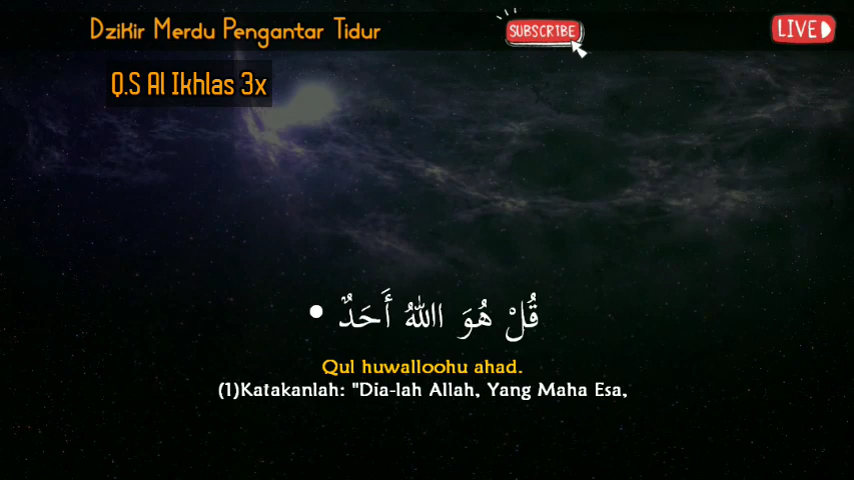 Dzikir Merdu Pengantar Tidur
SUBSCRIBE
LIVE
Q.S Al Ikhlas 3x
قُلْ هُوَ اللهُ أَحَدٌ •
Qul huwalloohu ahad.
(1)Katakanlah: "Dia-lah Allah, Yang Maha Esa,